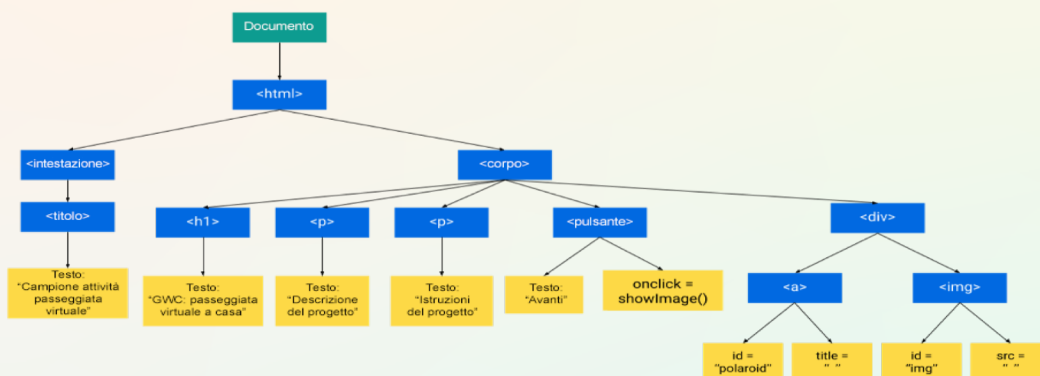 Documento
<html>
<intestazione>
<corpo>
<titolo>
<h1>
<p>
<p>
<pulsante>
<div>
Testo:
"Campione attività
passeggiata
virtuale"
Testo:
"GWC: passeggiata
virtuale a casa"
Testo:
"Descrizione
del progetto"
Testo:
"Istruzioni
del progetto"
Testo:
"Avanti"
onclick =
showImage()
<a>
<img>
id =
"polaroid"
title =
" "
id =
"img"
src =
" "